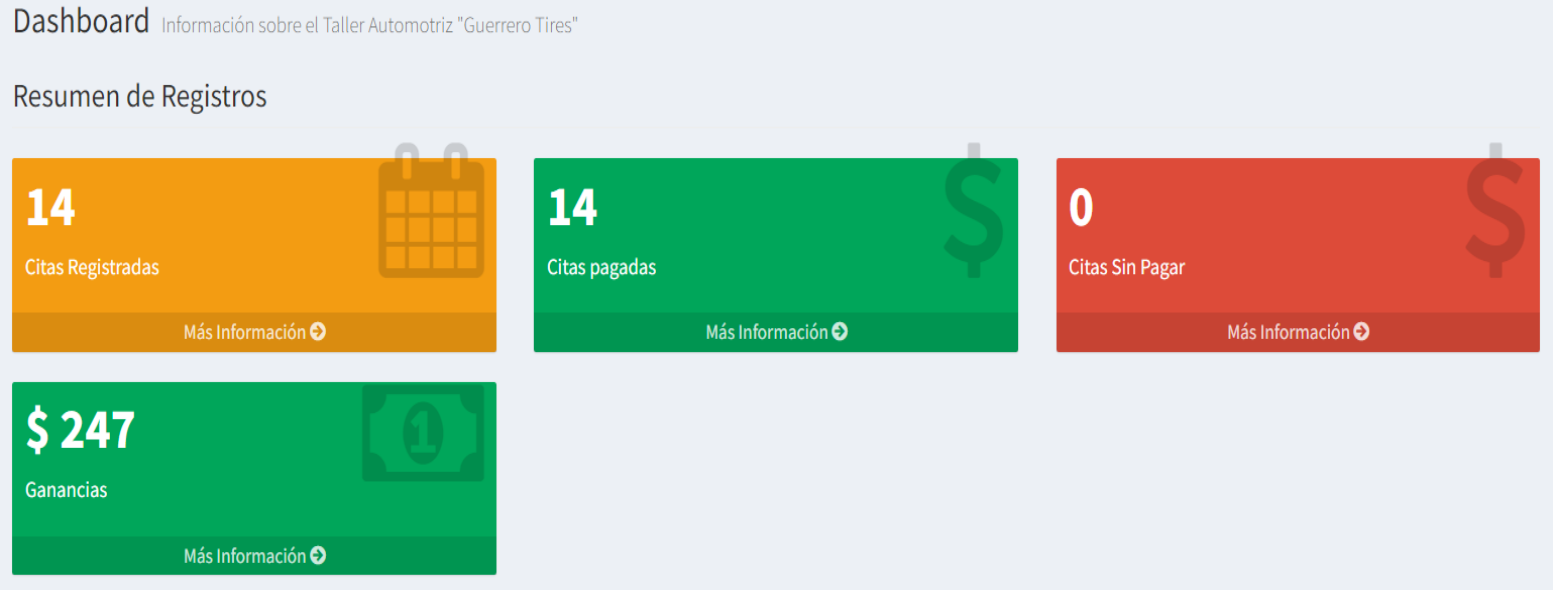 Dashboard Información sobre el Taller Automotriz "Guerrero Tires"
Resumen de Registros
14
Citas Registradas
Más Información
14
Citas pagadas
Más Información
0
Citas Sin Pagar
Más Información
$ 247
Ganancias
Más Información